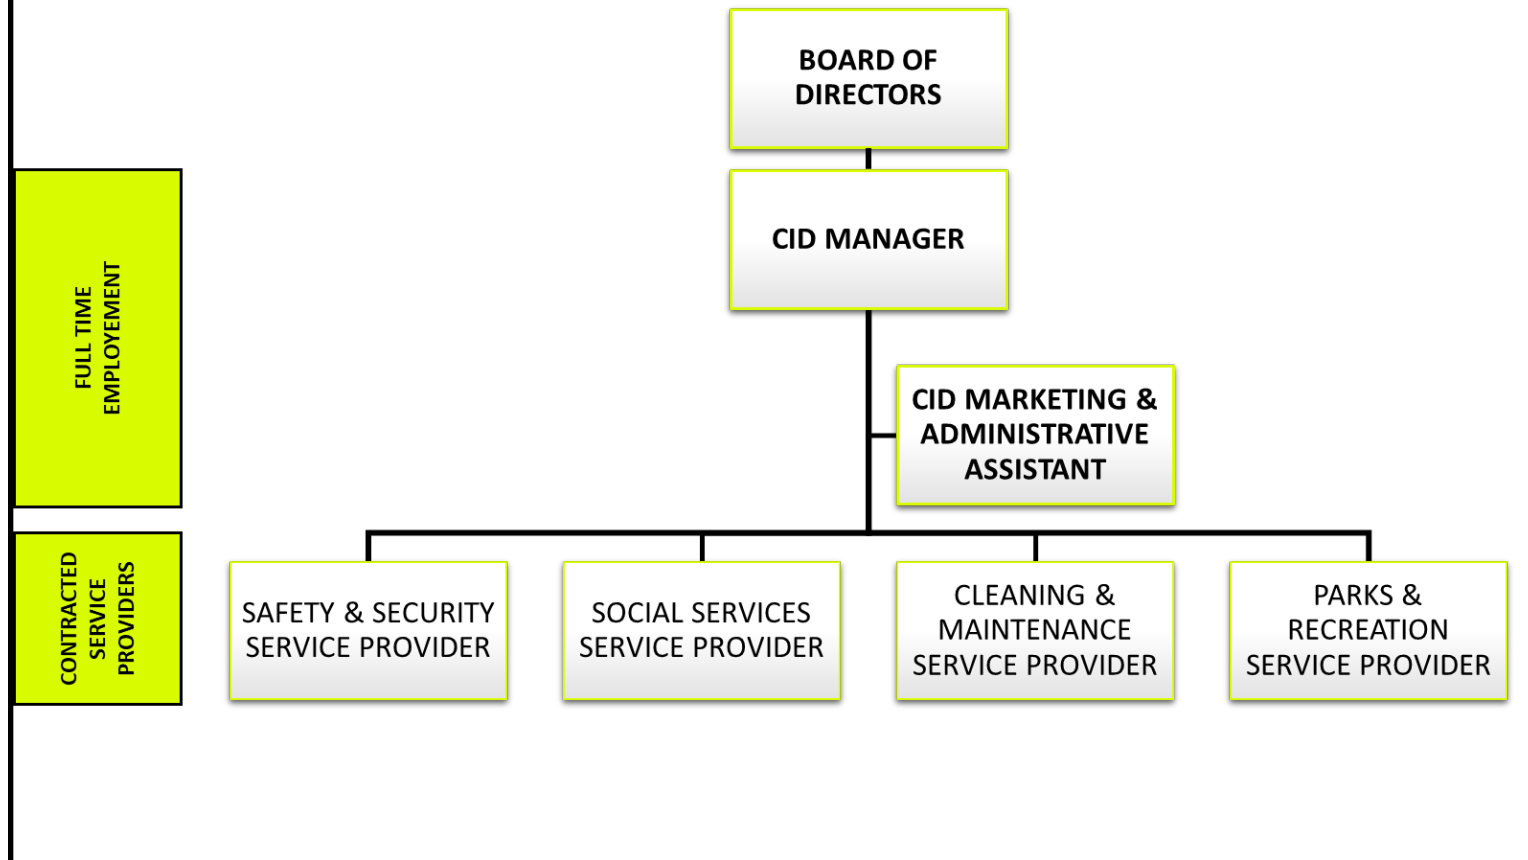 BOARD OF
DIRECTORS
CID MANAGER
FULL TIME
EMPLOYEMENT
CID MARKETING &
ADMINISTRATIVE
ASSISTANT
CONTRACTED
SERVICE
PROVIDERS
SAFETY & SECURITY
SERVICE PROVIDER
SOCIAL SERVICES
SERVICE PROVIDER
CLEANING &
MAINTENANCE
SERVICE PROVIDER
PARKS &
RECREATION
SERVICE PROVIDER